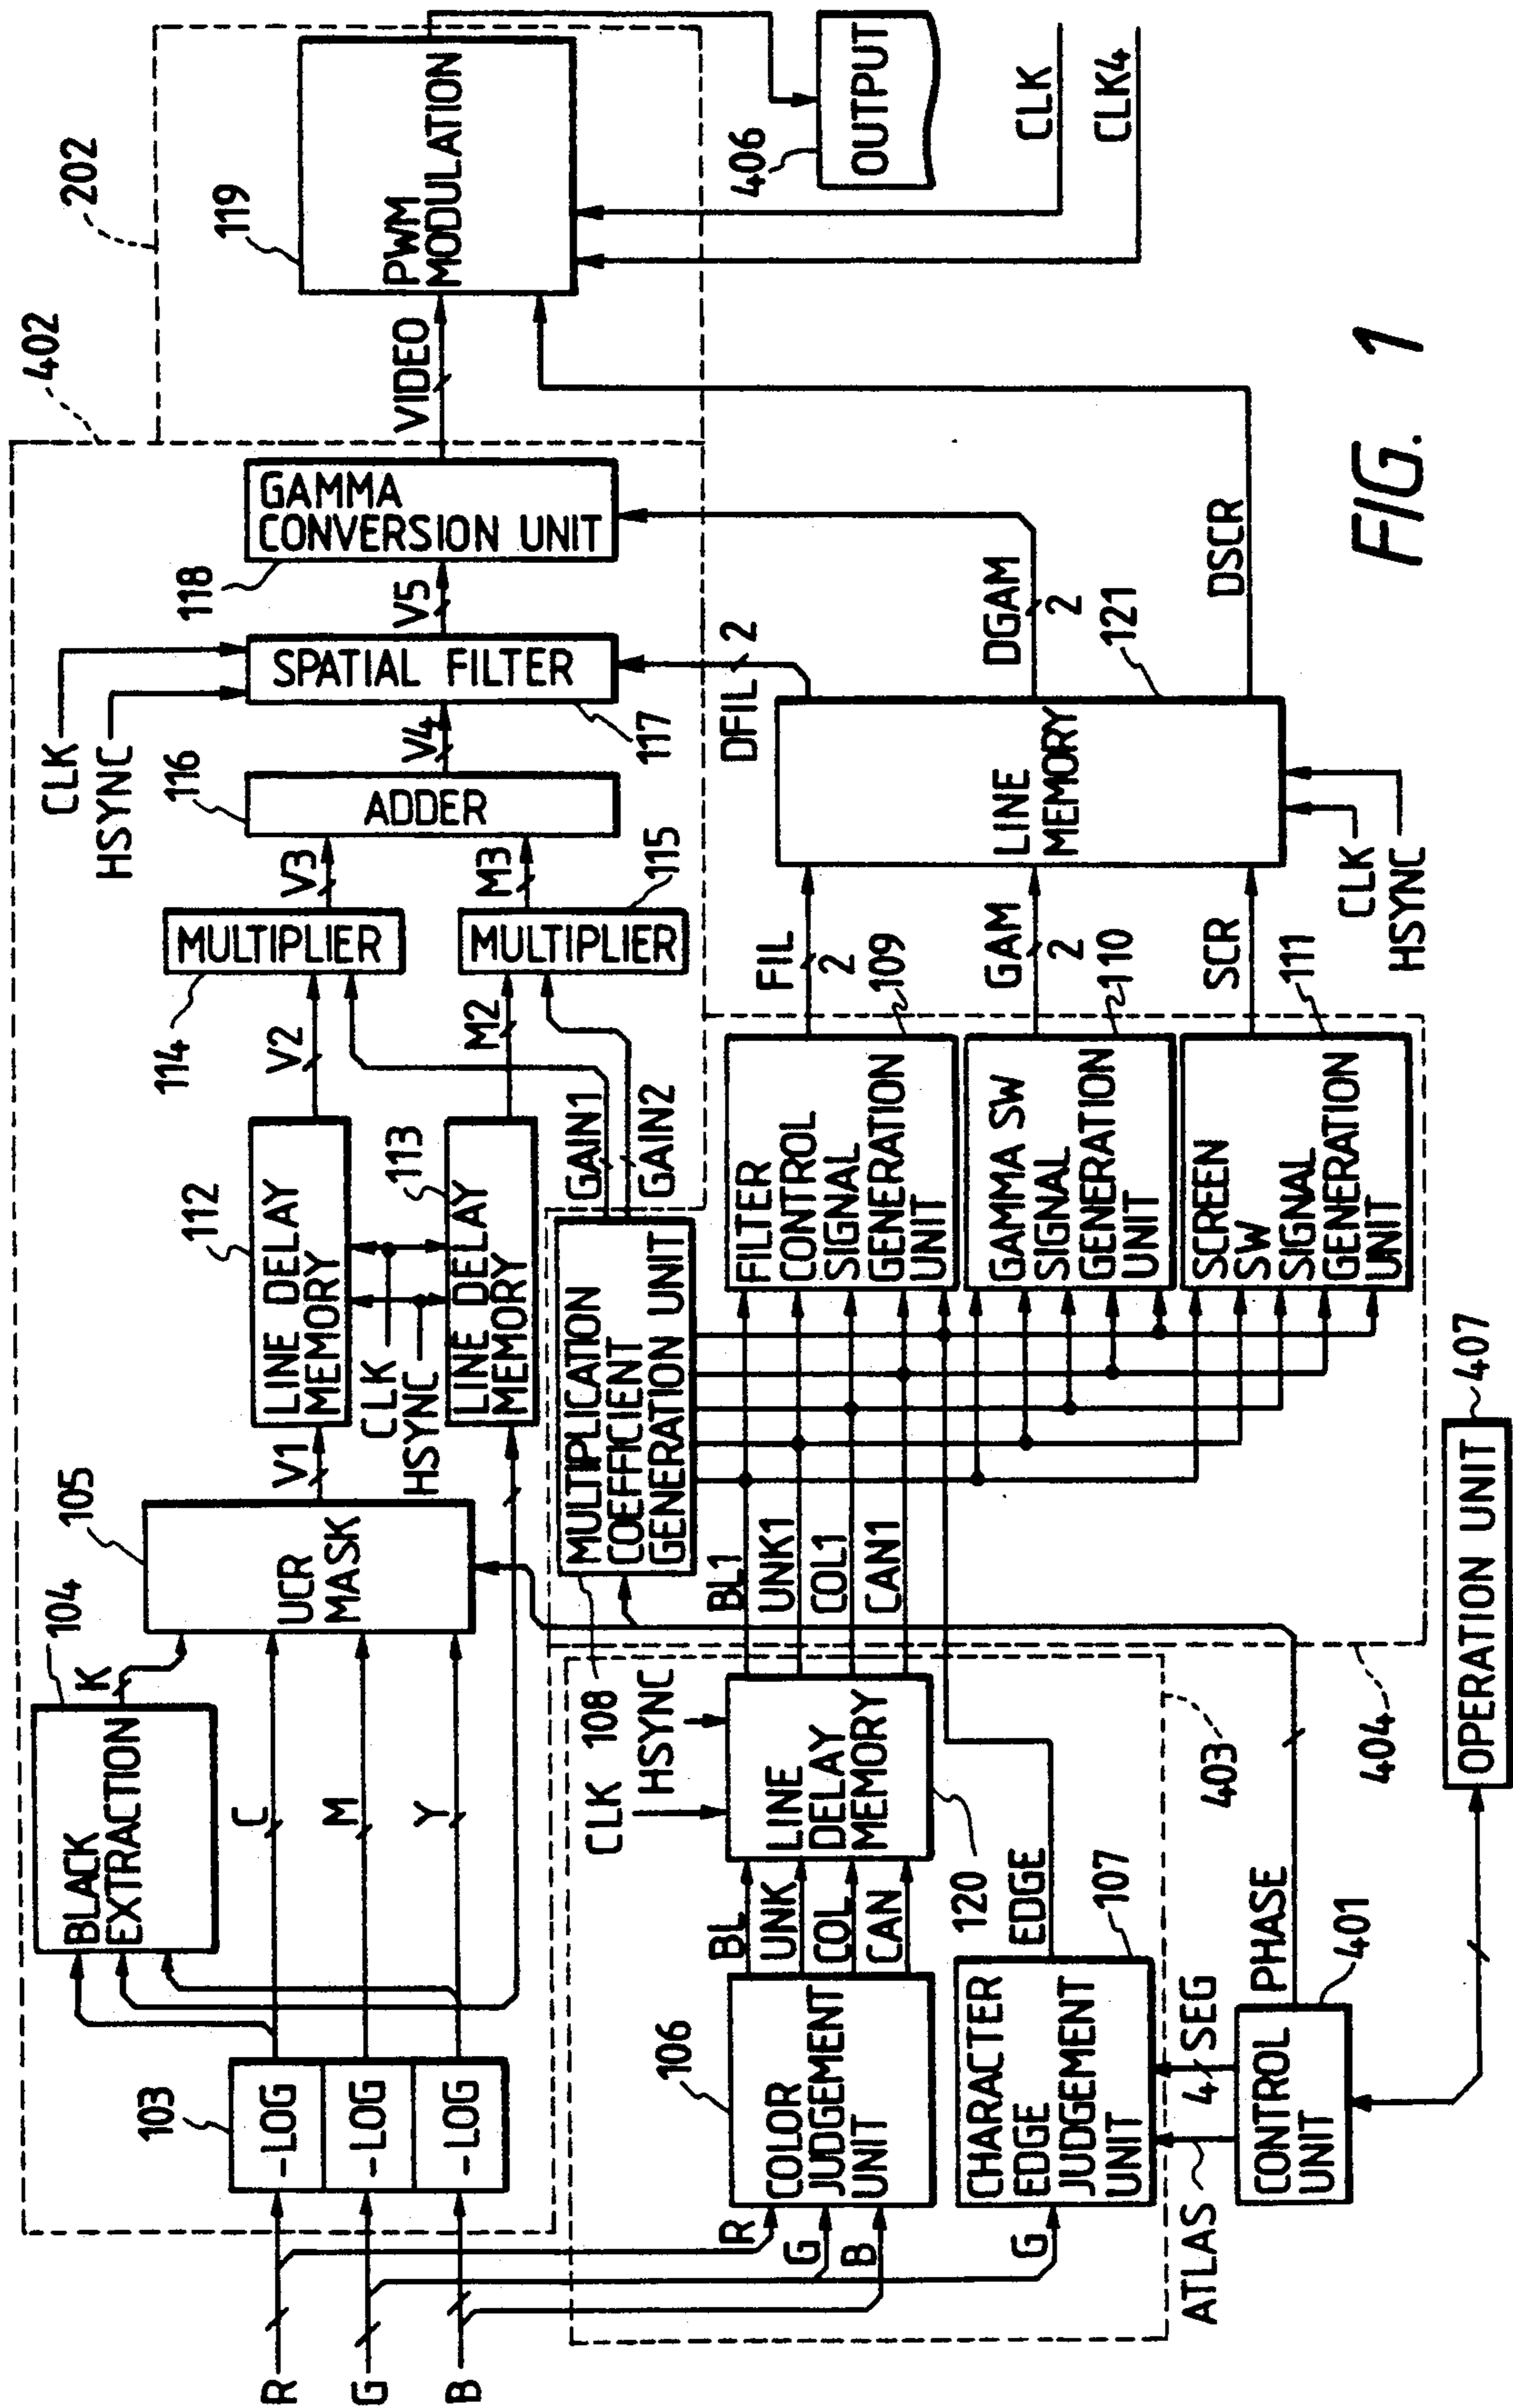 R
G
B
103
-LOG
-LOG
-LOG
BLACK
EXTRACTION
104
K
C
M
Y
UCR
MASK
105
V1
LINE DELAY
MEMORY
112
CLK
HSYNC
LINE DELAY
MEMORY
113
V2
M2
114
MULTIPLIER
MULTIPLIER
115
GAIN1
GAIN2
V3
M3
116
ADDER
V4
CLK
HSYNC
SPATIAL FILTER
117
V5
118
GAMMA
CONVERSION UNIT
402
VIDEO
119
PWM
MODULATION
202
406
OUTPUT
CLK
CLK4
R
G
B
G
106
COLOR
JUDGEMENT
UNIT
BL
UNK
COL
CAN
CLK
HSYNC
LINE
DELAY
MEMORY
120
CHARACTER
EDGE
JUDGEMENT
UNIT
107
EDGE
403
ATLAS
4
SEG
CONTROL
UNIT
401
PHASE
OPERATION UNIT
407
404
108
MULTIPLICATION
COEFFICIENT
GENERATION UNIT
BL1
UNK1
COL1
CAN1
FILTER
CONTROL
SIGNAL
GENERATION
UNIT
109
GAMMA SW
SIGNAL
GENERATION
UNIT
110
SCREEN
SW
SIGNAL
GENERATION
UNIT
111
FIL
2
GAM
2
SCR
LINE
MEMORY
121
CLK
HSYNC
DFIL
2
DGAM
2
DSCR
FIG. 1